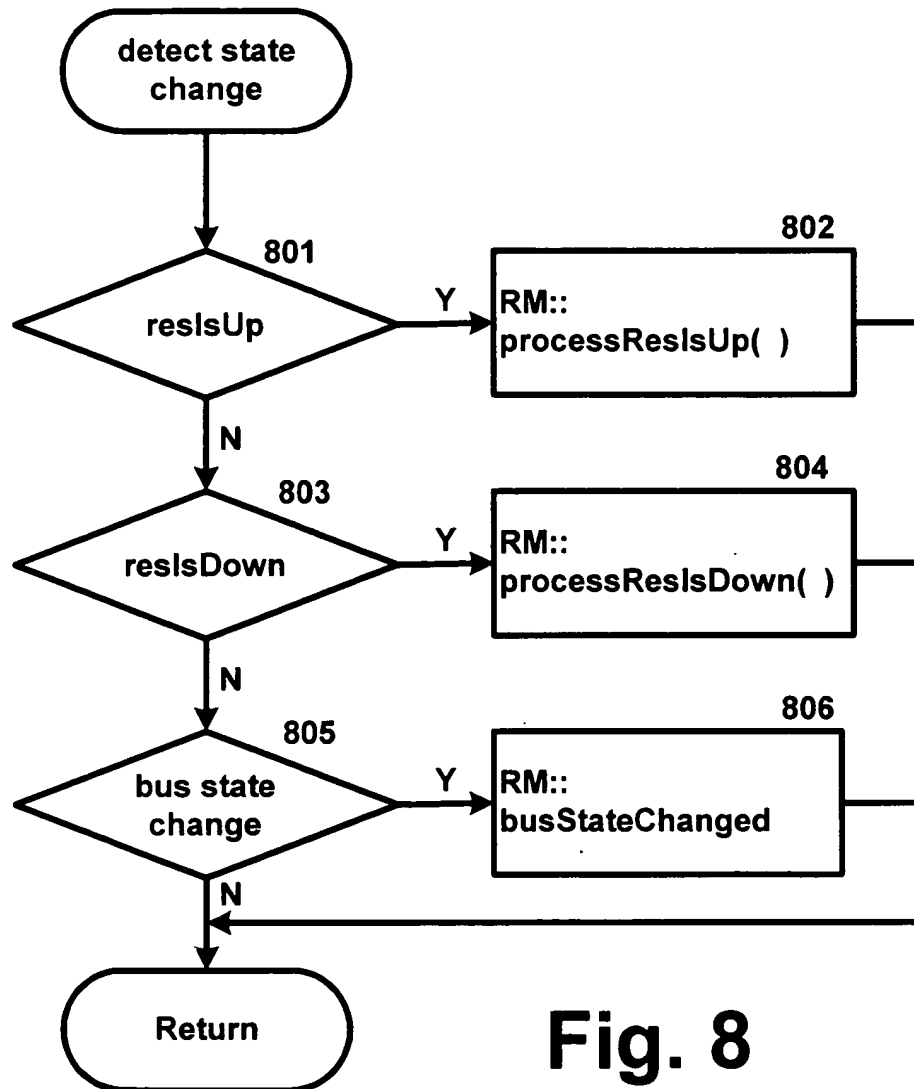 detect state
change
801
resIsUp
Y
802
RM::
processResIsUp( )
N
803
resIsDown
Y
804
RM::
processResIsDown( )
N
805
bus state
change
Y
806
RM::
busStateChanged
N
Return
Fig. 8